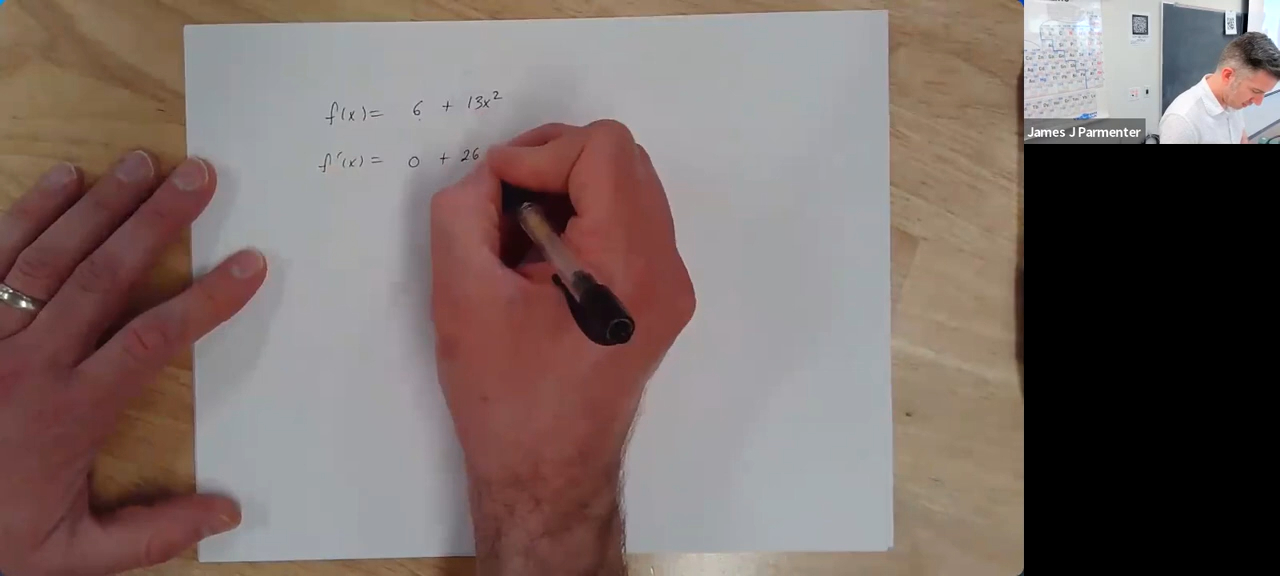 f(x) = 6 + 13x²
f'(x) = 0 + 26
James J Parmenter